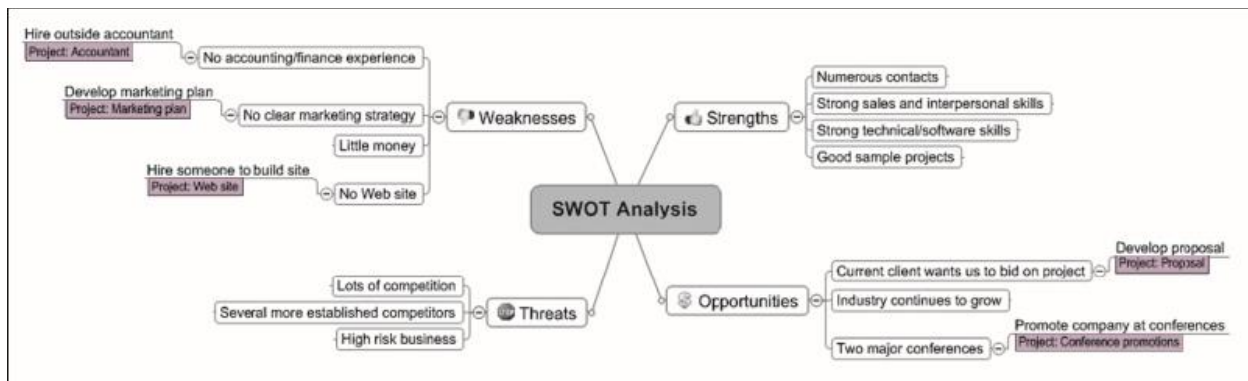 Hire outside accountant
Project: Accountant
No accounting/finance experience
Develop marketing plan
Project: Marketing plan
No clear marketing strategy
Little money
Hire someone to build site
Project: Web site
No Web site
Weaknesses
Numerous contacts
Strong sales and interpersonal skills
Strong technical/software skills
Good sample projects
Strengths
SWOT Analysis
Lots of competition
Several more established competitors
High risk business
Threats
Opportunities
Current client wants us to bid on project
Develop proposal
Project: Proposal
Industry continues to grow
Two major conferences
Promote company at conferences
Project: Conference promotions